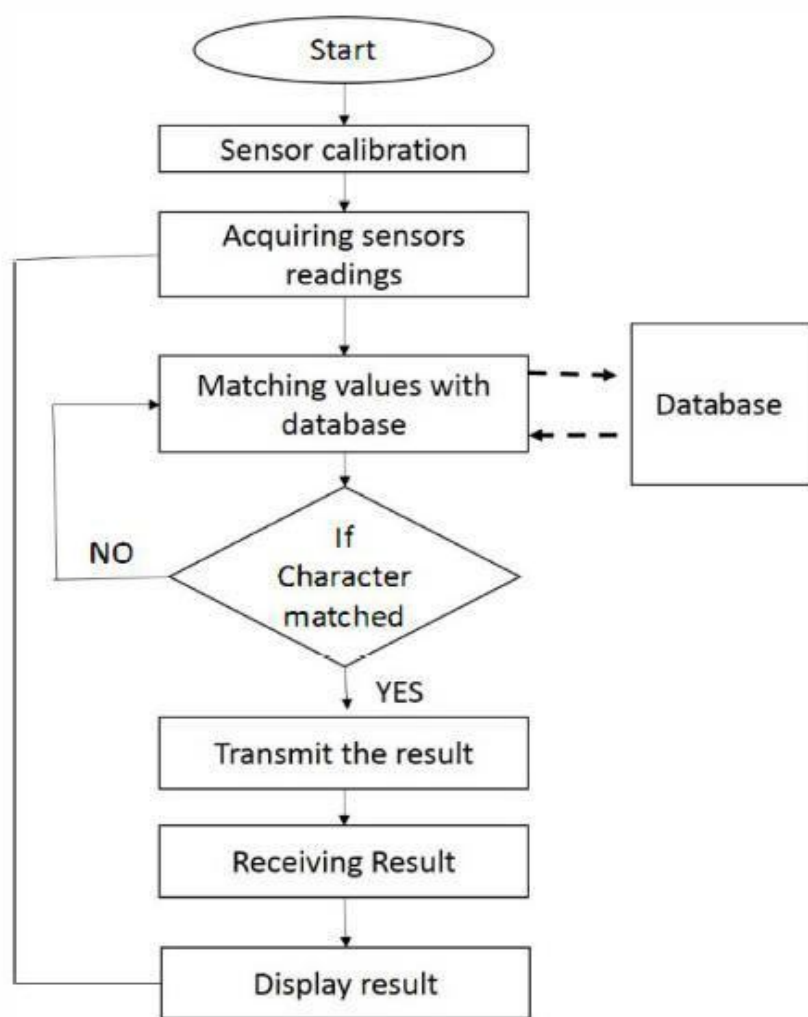 Start
Sensor calibration
Acquiring sensors
readings
Matching values with
database
Database
If
Character
matched
NO
YES
Transmit the result
Receiving Result
Display result